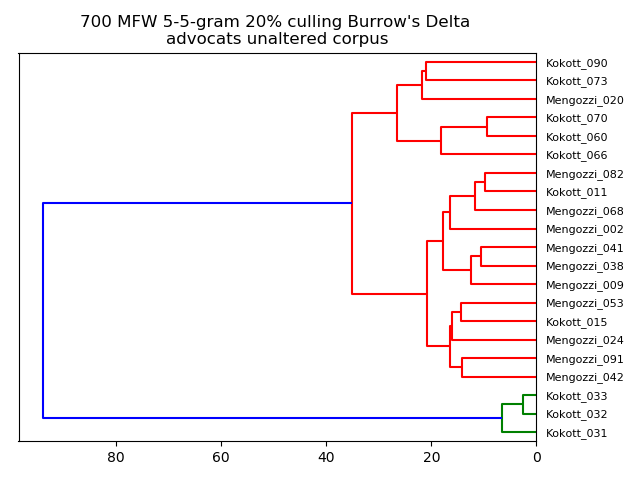 700 MFW 5-5-gram 20% culling Burrow's Delta
advocats unaltered corpus
Kokott_090
Kokott_073
Mengozzi_020
Kokott_070
Kokott_060
Kokott_066
Mengozzi_082
Kokott_011
Mengozzi_068
Mengozzi_002
Mengozzi_041
Mengozzi_038
Mengozzi_009
Mengozzi_053
Kokott_015
Mengozzi_024
Mengozzi_091
Mengozzi_042
Kokott_033
Kokott_032
Kokott_031
80 60 40 20 0